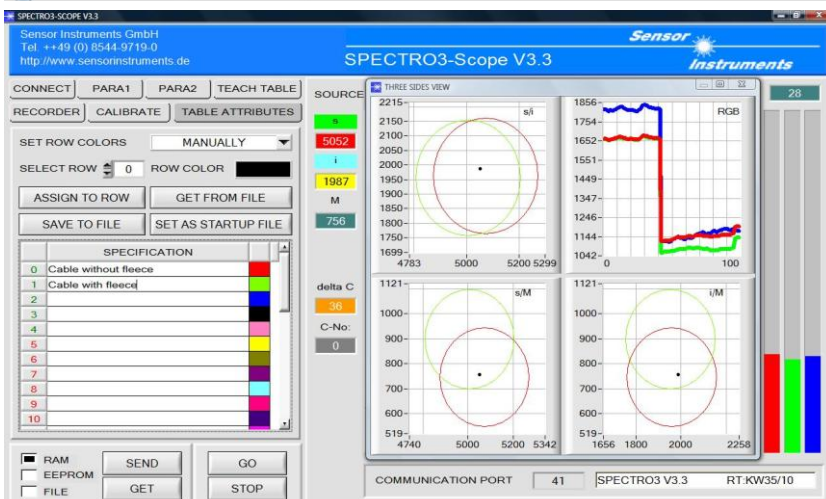 SPECTRO3-SCOPE V3.3
Sensor Instruments GmbH
Tel. ++49 (0) 8544-9719-0
http://www.sensorinstruments.de
SPECTRO3-Scope V3.3
Sensor
Instruments
CONNECT PARA1 PARA2 TEACH TABLE
RECORDER CALIBRATE TABLE ATTRIBUTES
SET ROW COLORS MANUALLY
SELECT ROW 0 ROW COLOR
ASSIGN TO ROW GET FROM FILE
SAVE TO FILE SET AS STARTUP FILE
SPECIFICATION
0 Cable without fleece
1 Cable with fleece
2
3
4
5
6
7
8
9
10
RAM
EEPROM
FILE
SEND
GET
GO
STOP
SOURCE
s
5052
i
1987
M
756
delta C
36
C-No:
0
THREE SIDES VIEW
s/i
2215
2150
2100
2050
2000
1950
1900
1850
1800
1750
1699
4783 5000 5200 5299
RGB
1856
1754
1652
1551
1449
1347
1246
1144
1042
0 100
s/M
1121
1000
900
800
700
600
519
4740 5000 5200 5342
i/M
1121
1000
900
800
700
600
519
1656 1800 2000 2258
28
COMMUNICATION PORT 41 SPECTRO3 V3.3 RT:KW35/10